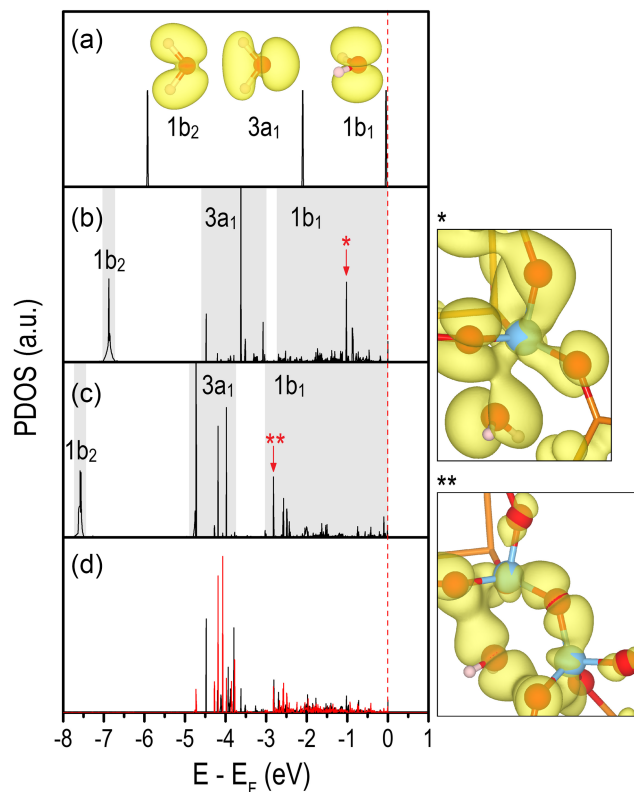 (a)
1b₂
3a₁
1b₁
(b)
3a₁
1b₁
*
1b₂
*
(c)
3a₁
1b₁
**
1b₂
**
(d)
PDOS (a.u.)
-8 -7 -6 -5 -4 -3 -2 -1 0 1
E - E_F (eV)